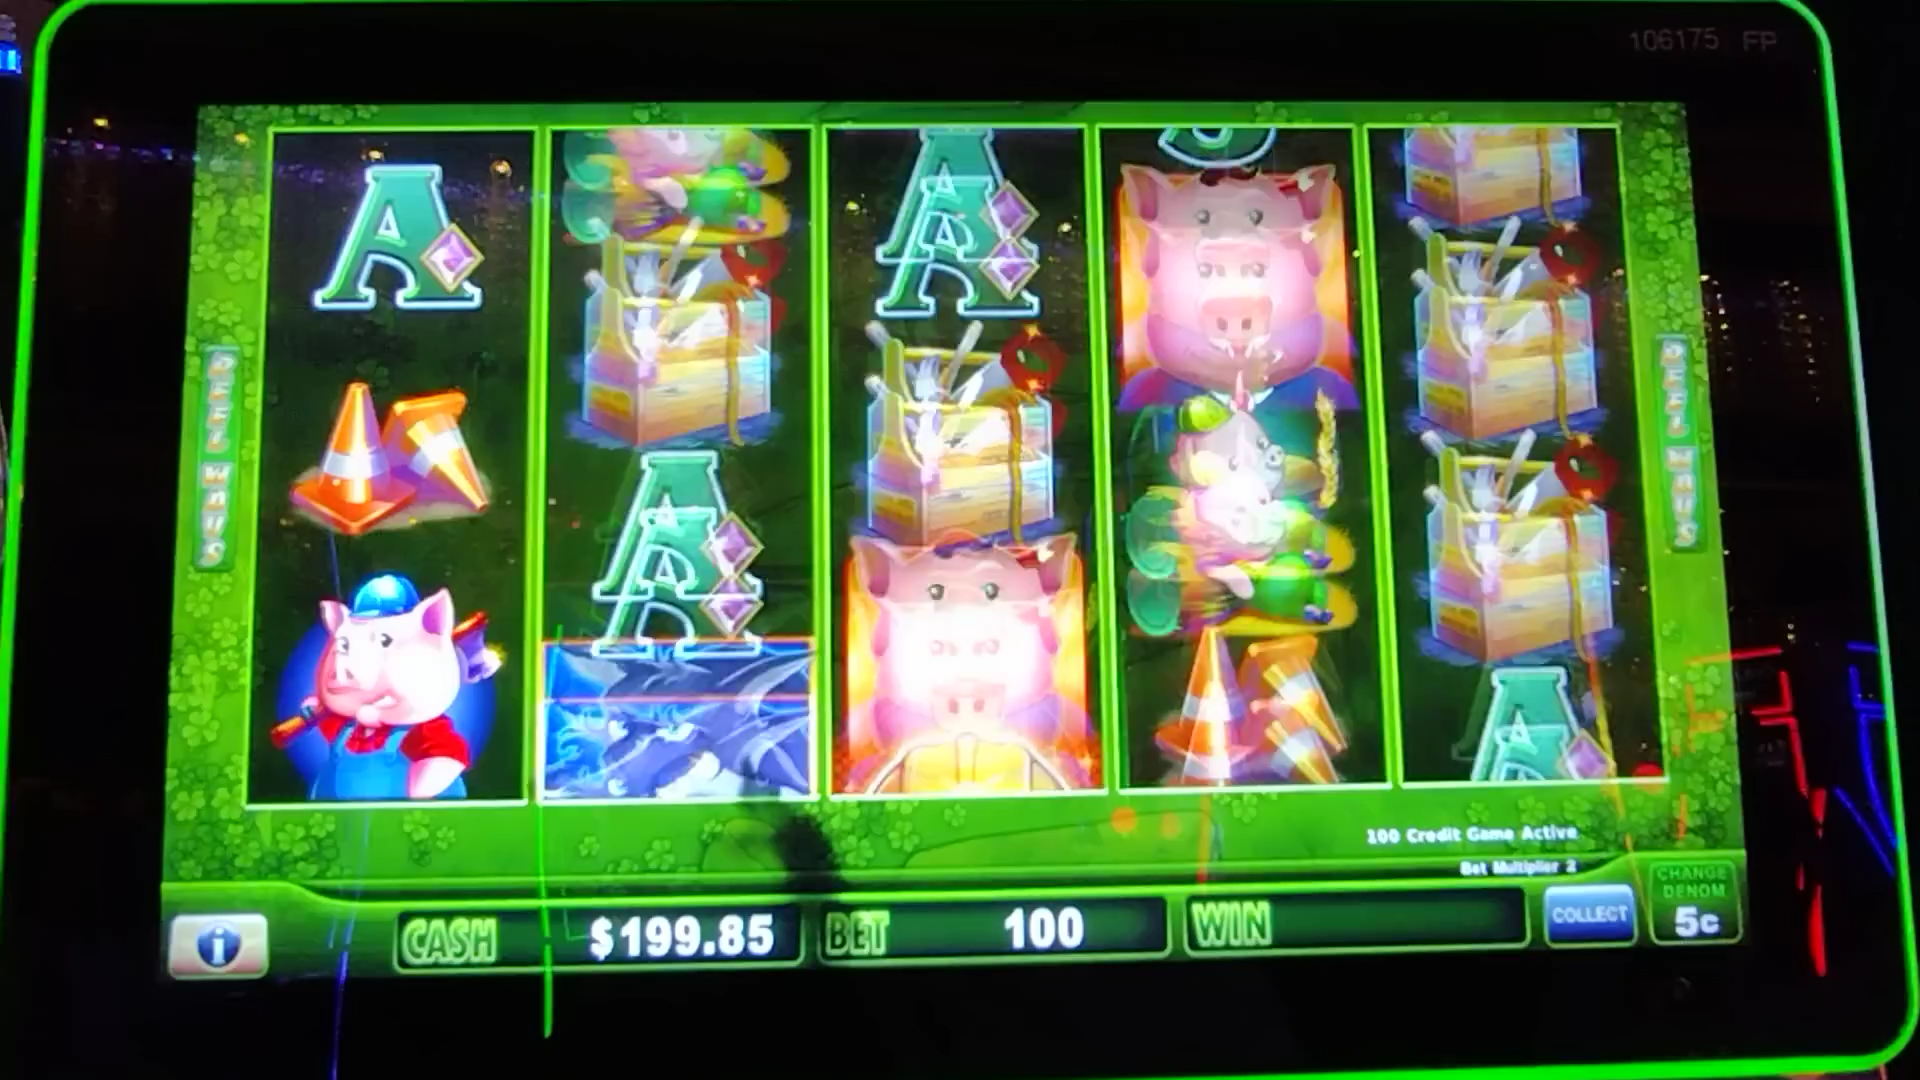 106175 FP
A
A
A
A
A
A
REEL WAYS
REEL WAYS
100 Credit Game Active
Bet Multiplier 2
CHANGE
DENOM
5c
CASH $199.85
BET 100
WIN
COLLECT